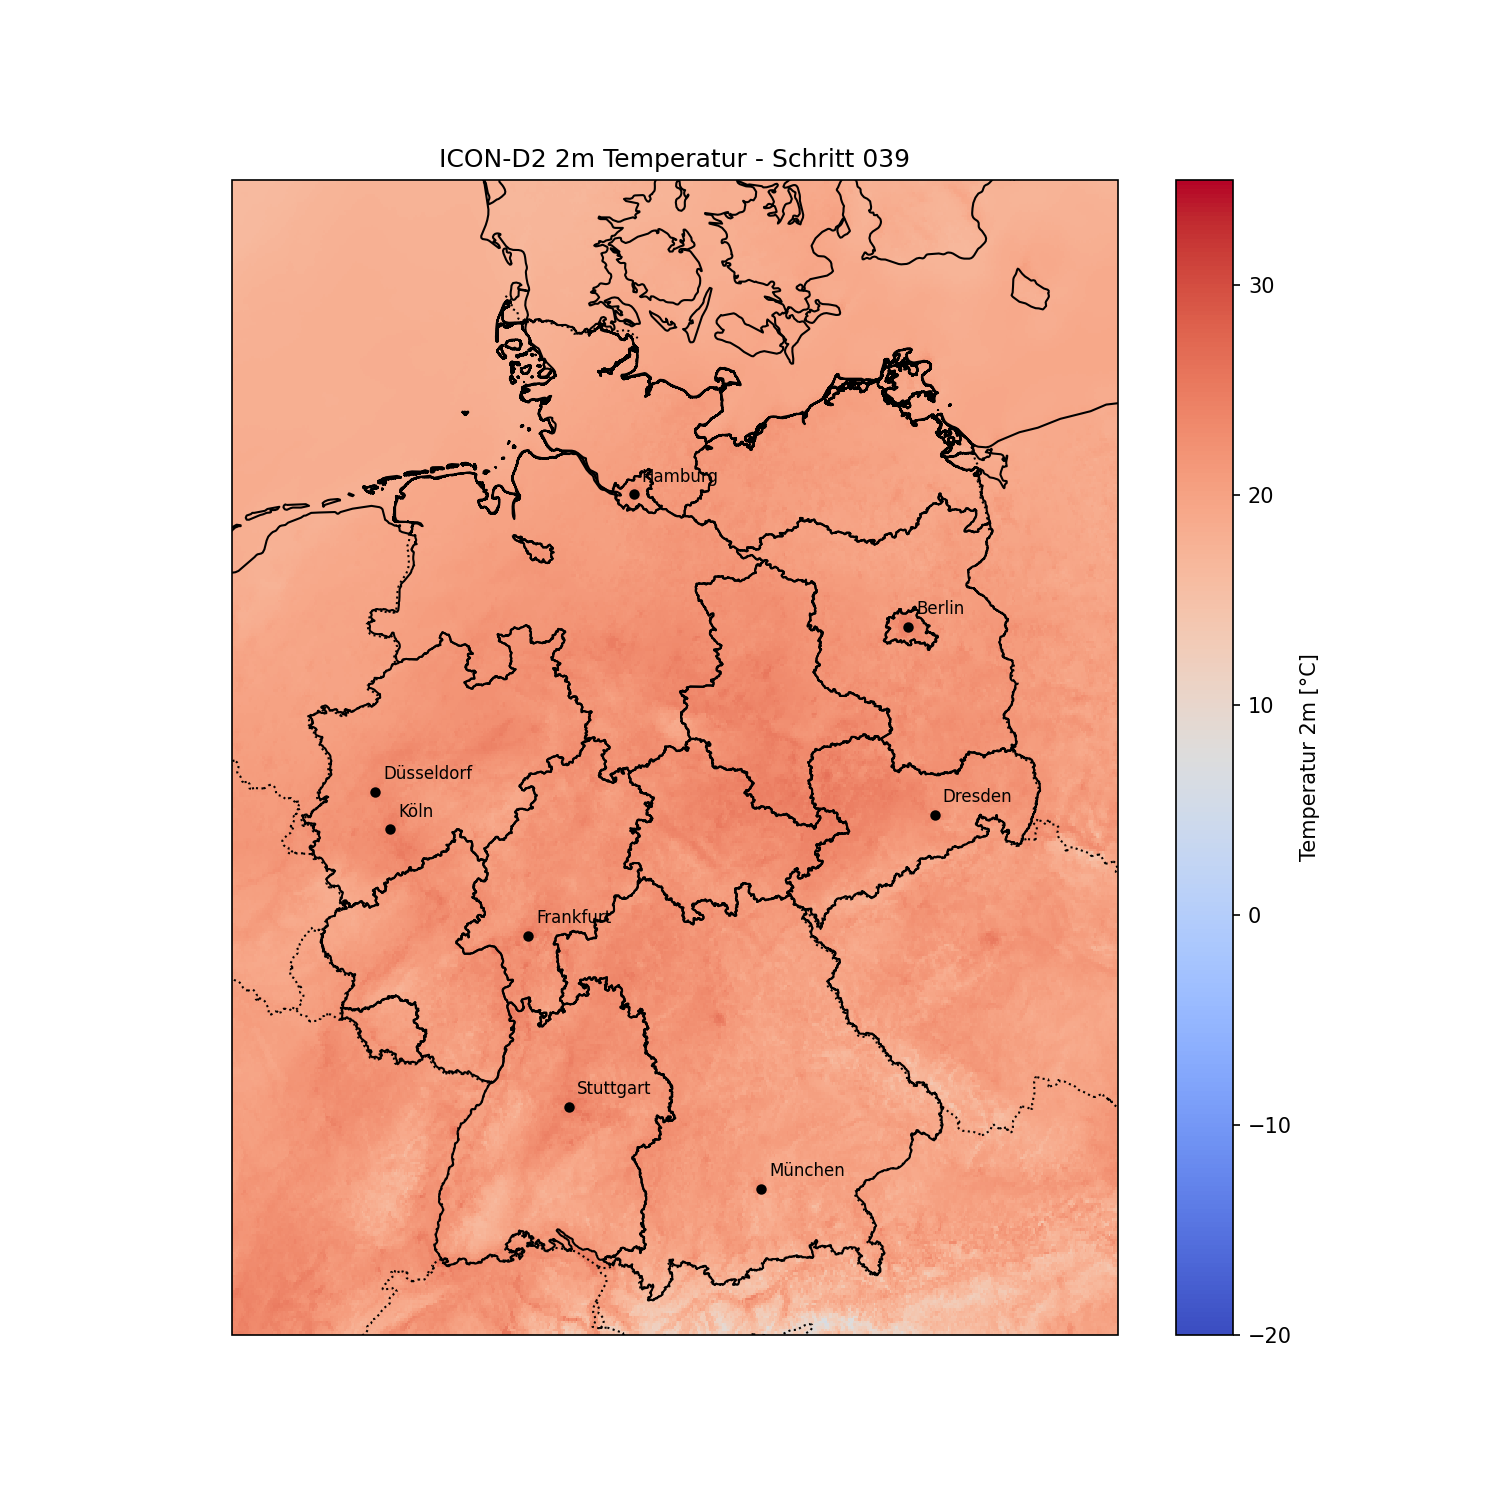 ICON-D2 2m Temperatur - Schritt 039
Hamburg
Berlin
Düsseldorf
Köln
Dresden
Frankfurt
Stuttgart
München
30
20
10
0
−10
−20
Temperatur 2m [°C]